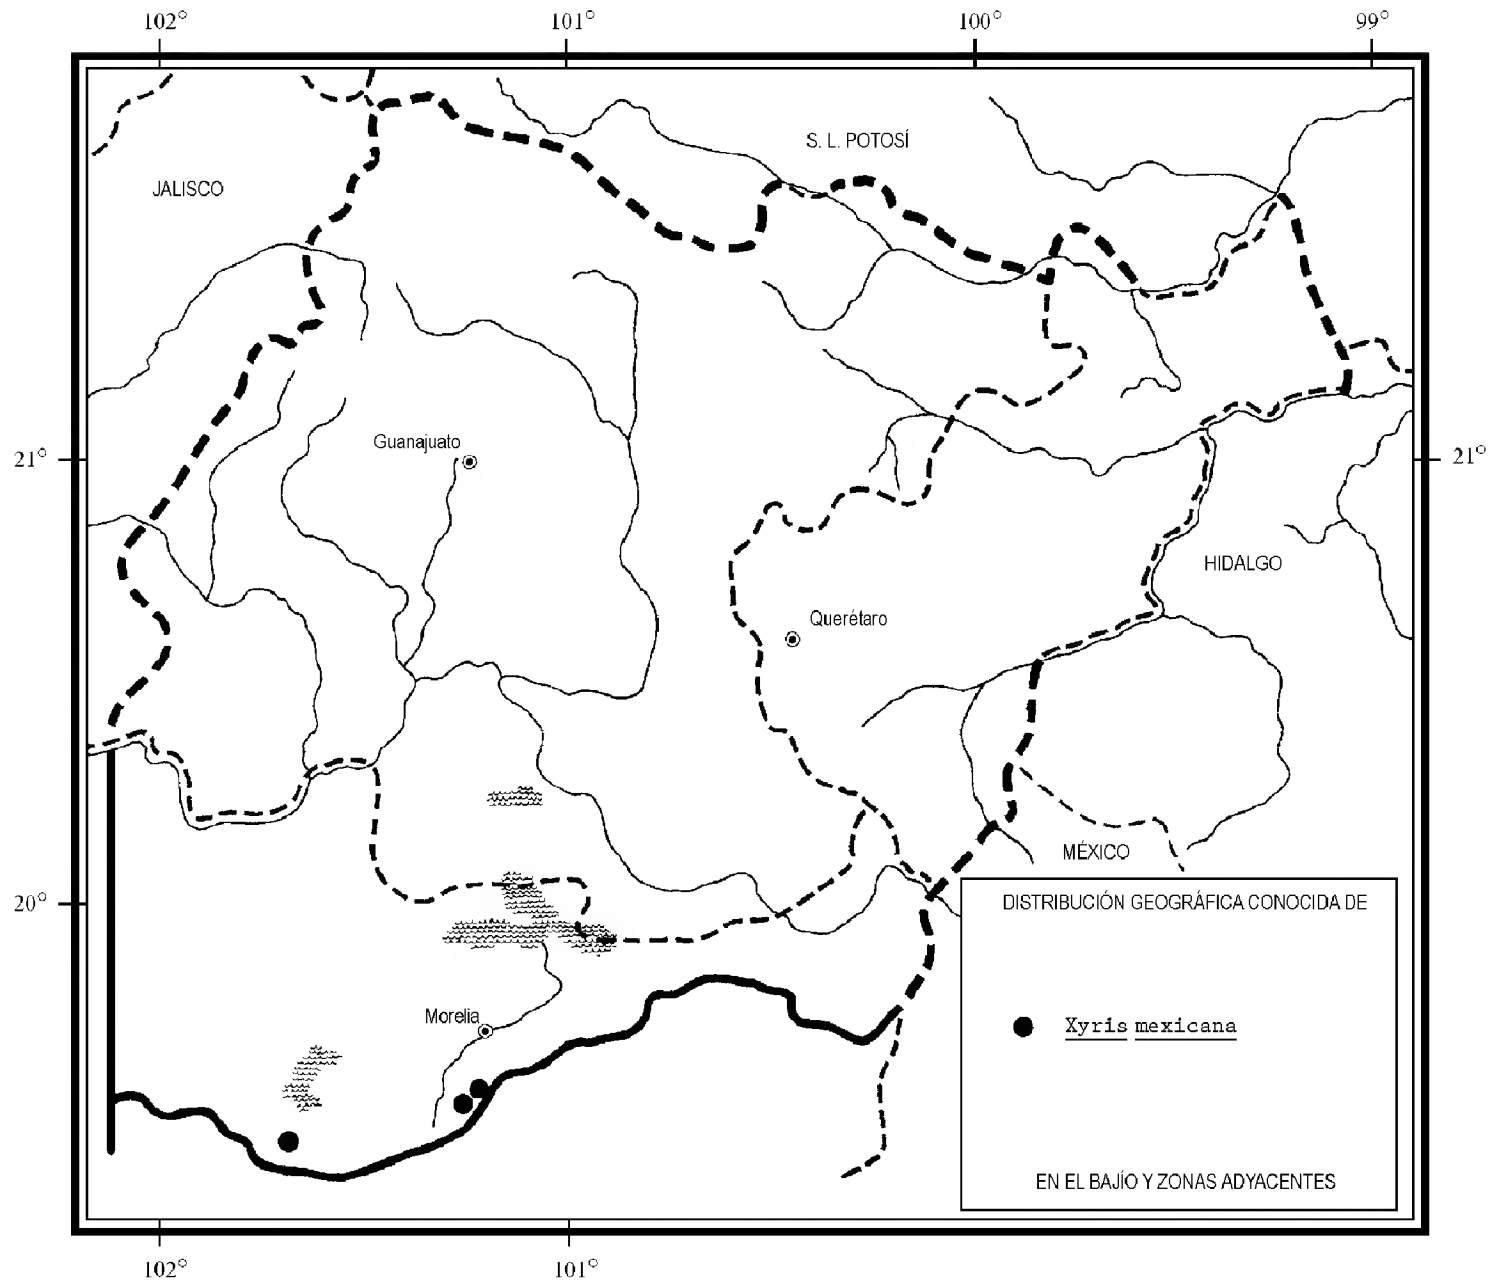 102° 101° 100° 99°
S. L. POTOSÍ
JALISCO
Guanajuato
21° 21°
HIDALGO
Querétaro
MÉXICO
20°
DISTRIBUCIÓN GEOGRÁFICA CONOCIDA DE
Morelia
Xyris mexicana
EN EL BAJÍO Y ZONAS ADYACENTES
102° 101°